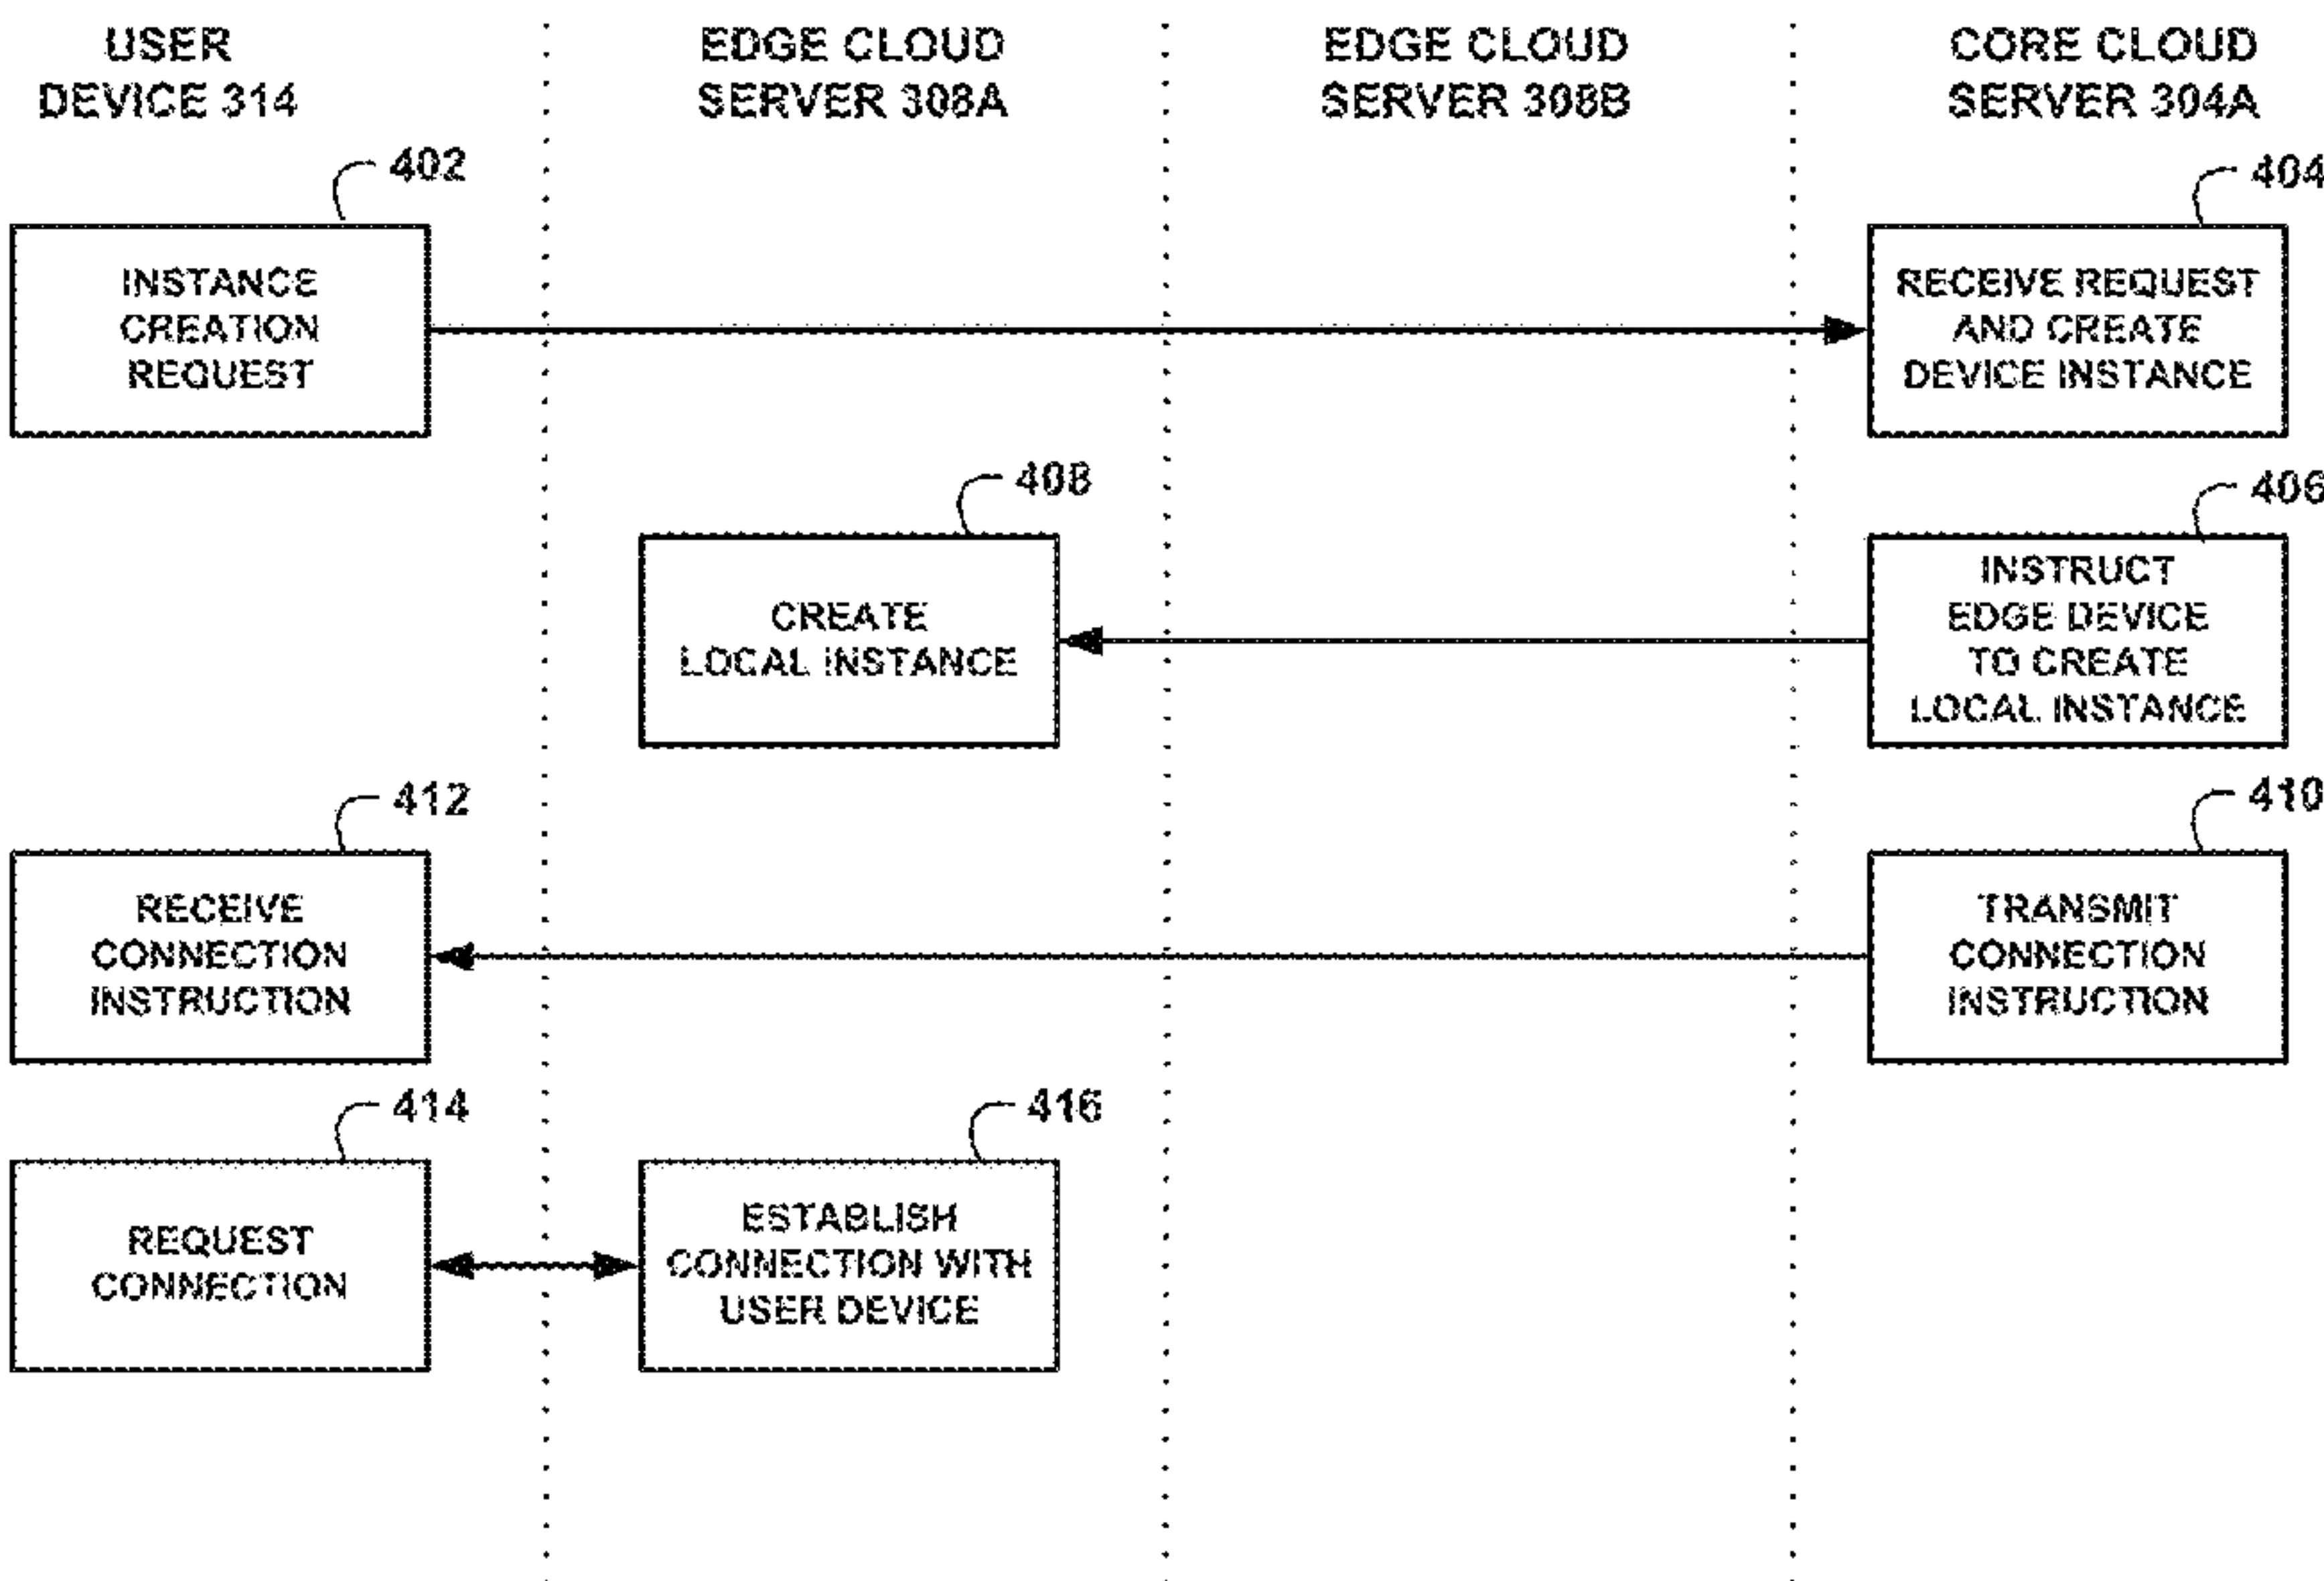 USER
DEVICE 314
EDGE CLOUD
SERVER 308A
EDGE CLOUD
SERVER 308B
CORE CLOUD
SERVER 304A
402
INSTANCE
CREATION
REQUEST
404
RECEIVE REQUEST
AND CREATE
DEVICE INSTANCE
408
CREATE
LOCAL INSTANCE
406
INSTRUCT
EDGE DEVICE
TO CREATE
LOCAL INSTANCE
412
RECEIVE
CONNECTION
INSTRUCTION
410
TRANSMIT
CONNECTION
INSTRUCTION
414
REQUEST
CONNECTION
416
ESTABLISH
CONNECTION WITH
USER DEVICE